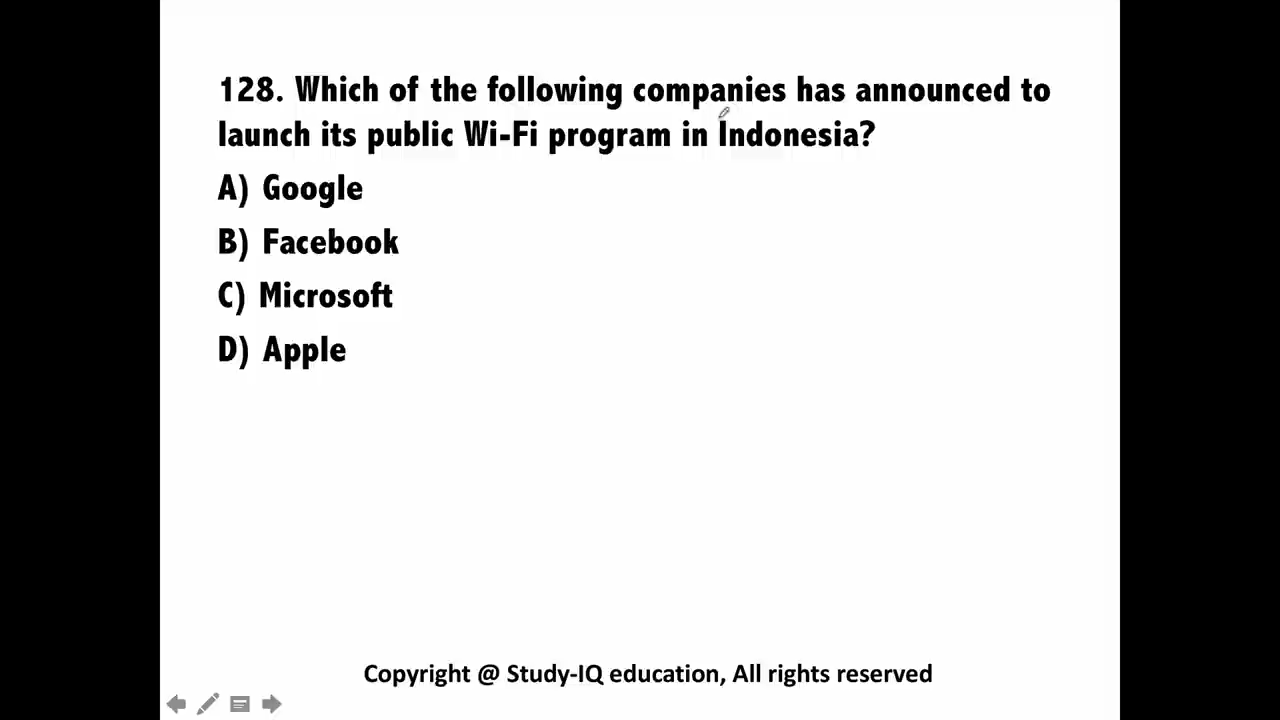 128. Which of the following companies has announced to
launch its public Wi-Fi program in Indonesia?
A) Google
B) Facebook
C) Microsoft
D) Apple
Copyright @ Study-IQ education, All rights reserved